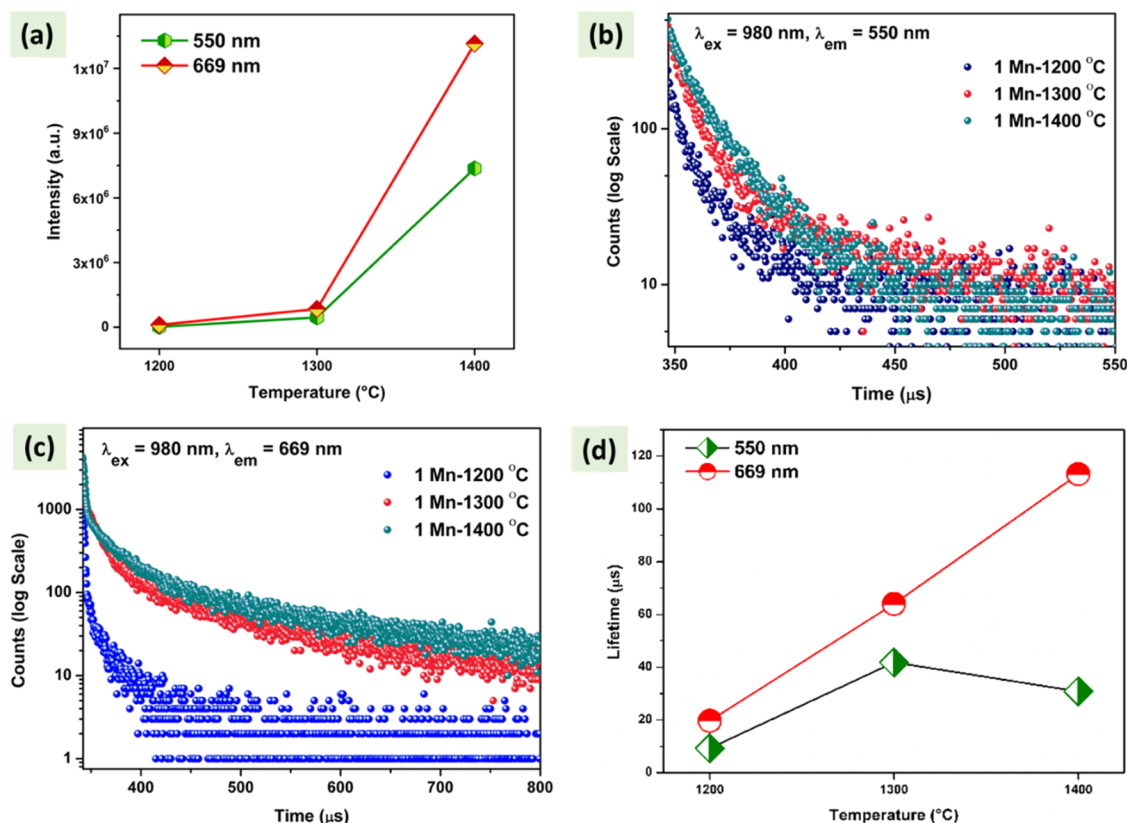 (a)
550 nm
669 nm
1x10⁷
9x10⁶
6x10⁶
3x10⁶
0
Intensity (a.u.)
1200
1300
1400
Temperature (°C)
(b)
λex = 980 nm, λem = 550 nm
1 Mn-1200 °C
1 Mn-1300 °C
1 Mn-1400 °C
100
10
Counts (log Scale)
350
400
450
500
550
Time (μs)
(c)
λex = 980 nm, λem = 669 nm
1 Mn-1200 °C
1 Mn-1300 °C
1 Mn-1400 °C
1000
100
10
1
Counts (log Scale)
400
500
600
700
800
Time (μs)
(d)
550 nm
669 nm
120
100
80
60
40
20
0
Lifetime (μs)
1200
1300
1400
Temperature (°C)